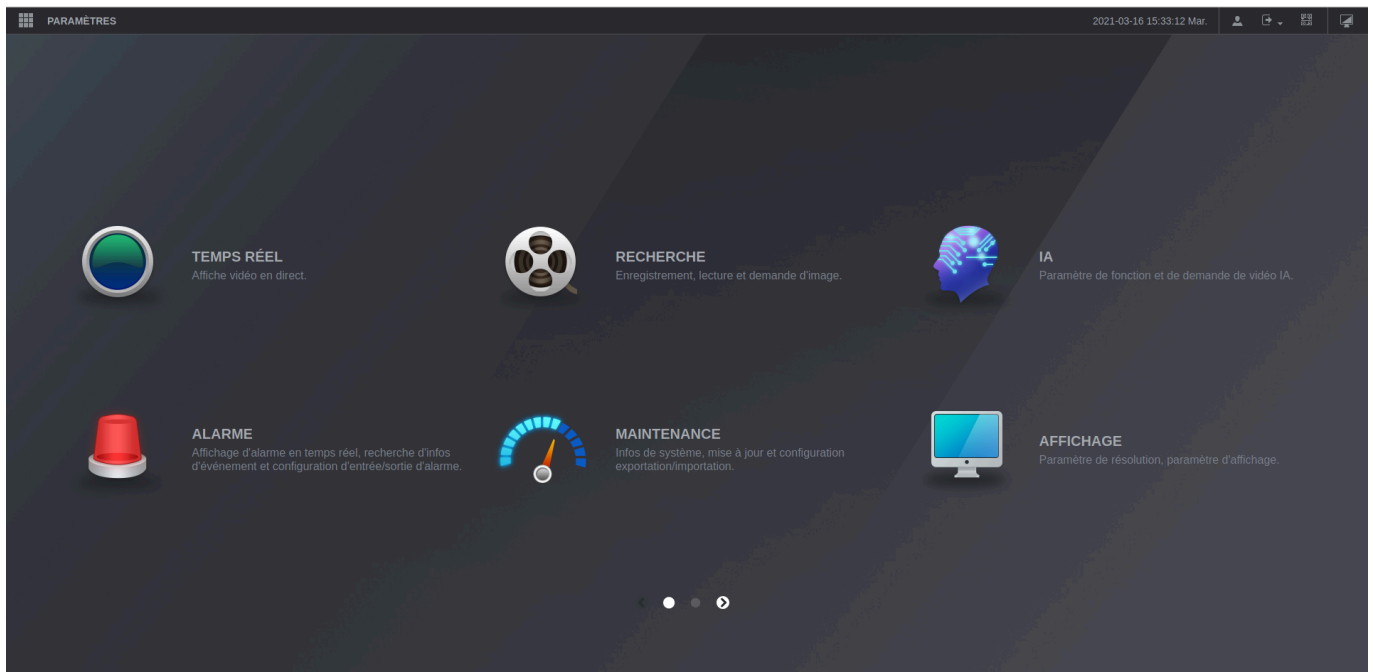 PARAMÈTRES
2021-03-16 15:33:12 Mar.
TEMPS RÉEL
Affiche vidéo en direct.
RECHERCHE
Enregistrement, lecture et demande d'image.
IA
Paramètre de fonction et de demande de vidéo IA.
ALARME
Affichage d'alarme en temps réel, recherche d'infos
d'événement et configuration d'entrée/sortie d'alarme.
MAINTENANCE
Infos de système, mise à jour et configuration
exportation/importation.
AFFICHAGE
Paramètre de résolution, paramètre d'affichage.